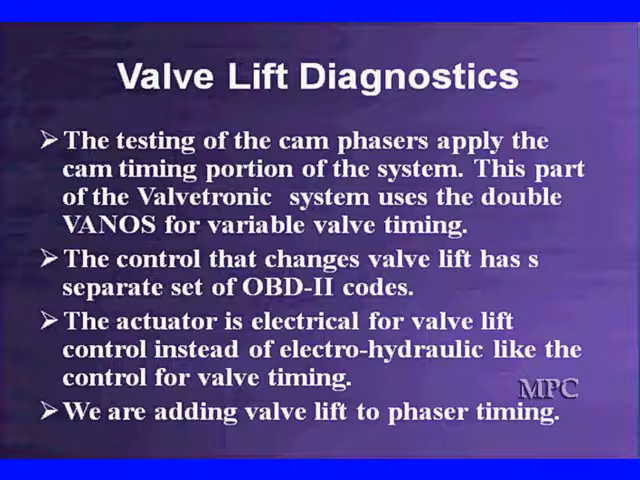 Valve Lift Diagnostics
➢ The testing of the cam phasers apply the
cam timing portion of the system. This part
of the Valvetronic system uses the double
VANOS for variable valve timing.
➢ The control that changes valve lift has s
separate set of OBD-II codes.
➢ The actuator is electrical for valve lift
control instead of electro-hydraulic like the
control for valve timing.
MPC
➢ We are adding valve lift to phaser timing.